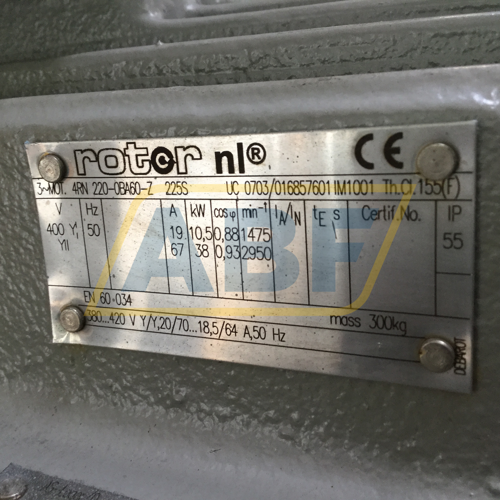 rotor nl® CE
3~MOT. 4RN 220-0BA60-Z 225S UC 0703/016857601 IM1001 Th.Cl.155(F)
V Hz A kW cosφ min⁻¹ IA/IN tE s Certif.No. IP
400 Y 50 19 10,5 0,88 1475 55
YII 67 38 0,93 2950
EN 60-034
380...420 V Y/Y,20/70...18,5/64 A,50 Hz mass 300kg
ABF